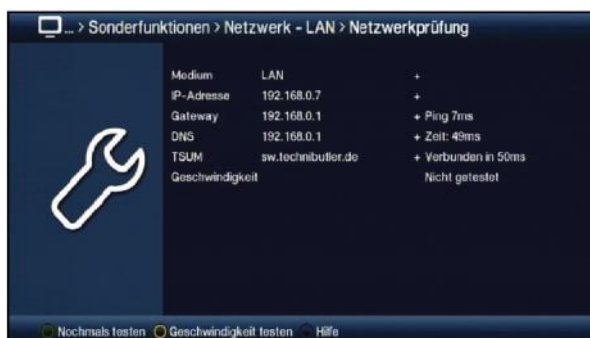 ... > Sonderfunktionen > Netzwerk - LAN > Netzwerkprüfung
Medium LAN +
IP-Adresse 192.168.0.7 +
Gateway 192.168.0.1 + Ping 7ms
DNS 192.168.0.1 + Zeit: 49ms
TSUM sw.technibutler.de + Verbunden in 50ms
Geschwindigkeit Nicht getestet
Nochmals testen Geschwindigkeit testen Hilfe